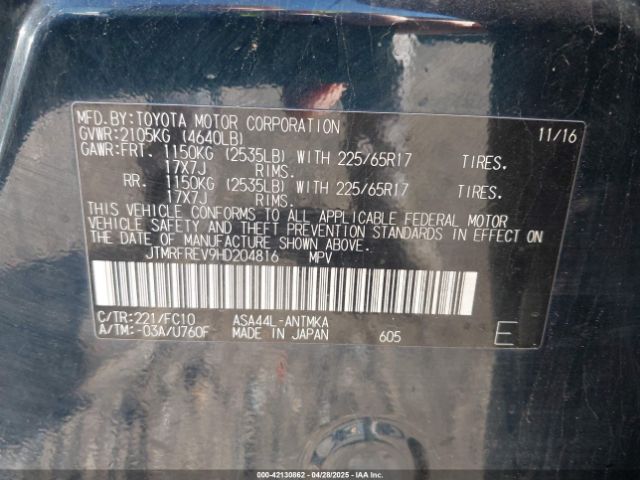 MFD.BY:TOYOTA MOTOR CORPORATION 11/16
GVWR:2105KG (4640LB)
GAWR:FRT. 1150KG (2535LB) WITH 225/65R17 TIRES.
17X7J RIMS.
RR. 1150KG (2535LB) WITH 225/65R17 TIRES.
17X7J RIMS.
THIS VEHICLE CONFORMS TO ALL APPLICABLE FEDERAL MOTOR
VEHICLE SAFETY AND THEFT PREVENTION STANDARDS IN EFFECT
ON THE DATE OF MANUFACTURE SHOWN ABOVE.
JTMRFREV9HD204816 MPV
C/TR:221/FC10 ASA44L-ANTMKA
A/TM:-03A/U760F MADE IN JAPAN 605 E
000-42130862 - 04/28/2025 - IAA Inc.